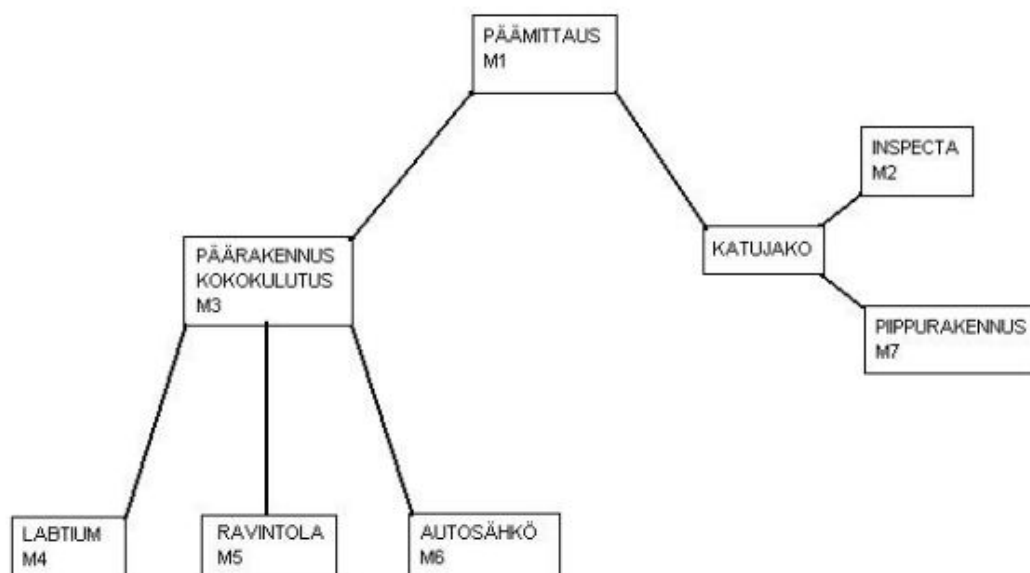 PÄÄMITTAUS
M1
INSPECTA
M2
KATUJAKO
PÄÄRAKENNUS
KOKOKULUTUS
M3
PIIPPURAKENNUS
M7
LABTIUM
M4
RAVINTOLA
M5
AUTOSÄHKÖ
M6